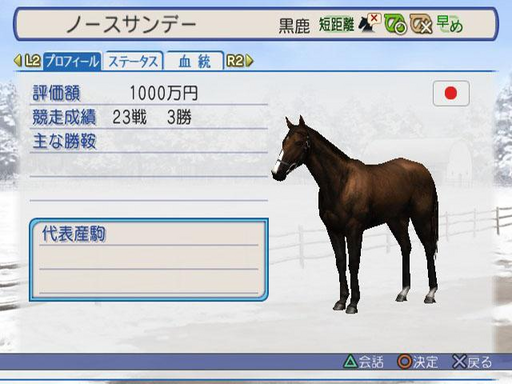 ノースサンデー 黒鹿 短距離 早め
L2 プロフィール ステータス 血統 R2
評価額 1000万円
競走成績 23戦 3勝
主な勝鞍
代表産駒
△会話 ○決定 ×戻る